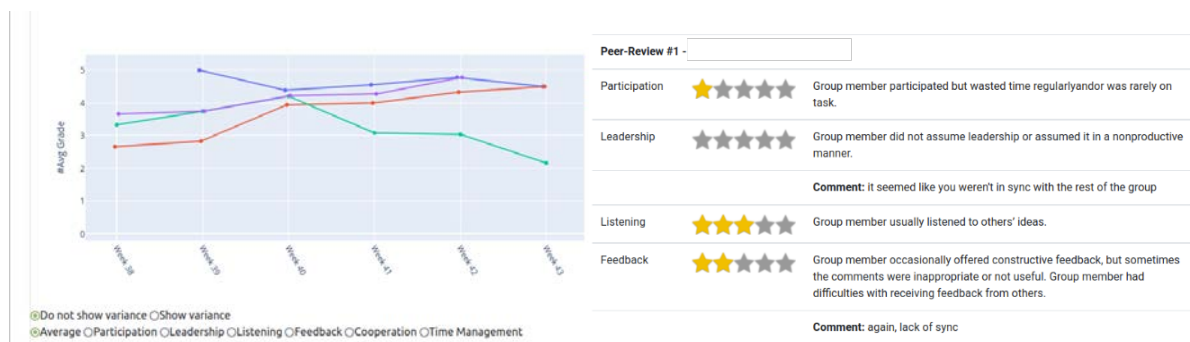 5
4
3
2
1
0
#Avg Grade
Week 38
Week 39
Week 40
Week 41
Week 42
Week 43
Do not show variance Show variance
Average Participation Leadership Listening Feedback Cooperation Time Management
Peer-Review #1 -
Participation
Group member participated but wasted time regularlyandor was rarely on
task.
Leadership
Group member did not assume leadership or assumed it in a nonproductive
manner.
Comment: it seemed like you weren't in sync with the rest of the group
Listening
Group member usually listened to others' ideas.
Feedback
Group member occasionally offered constructive feedback, but sometimes
the comments were inappropriate or not useful. Group member had
difficulties with receiving feedback from others.
Comment: again, lack of sync